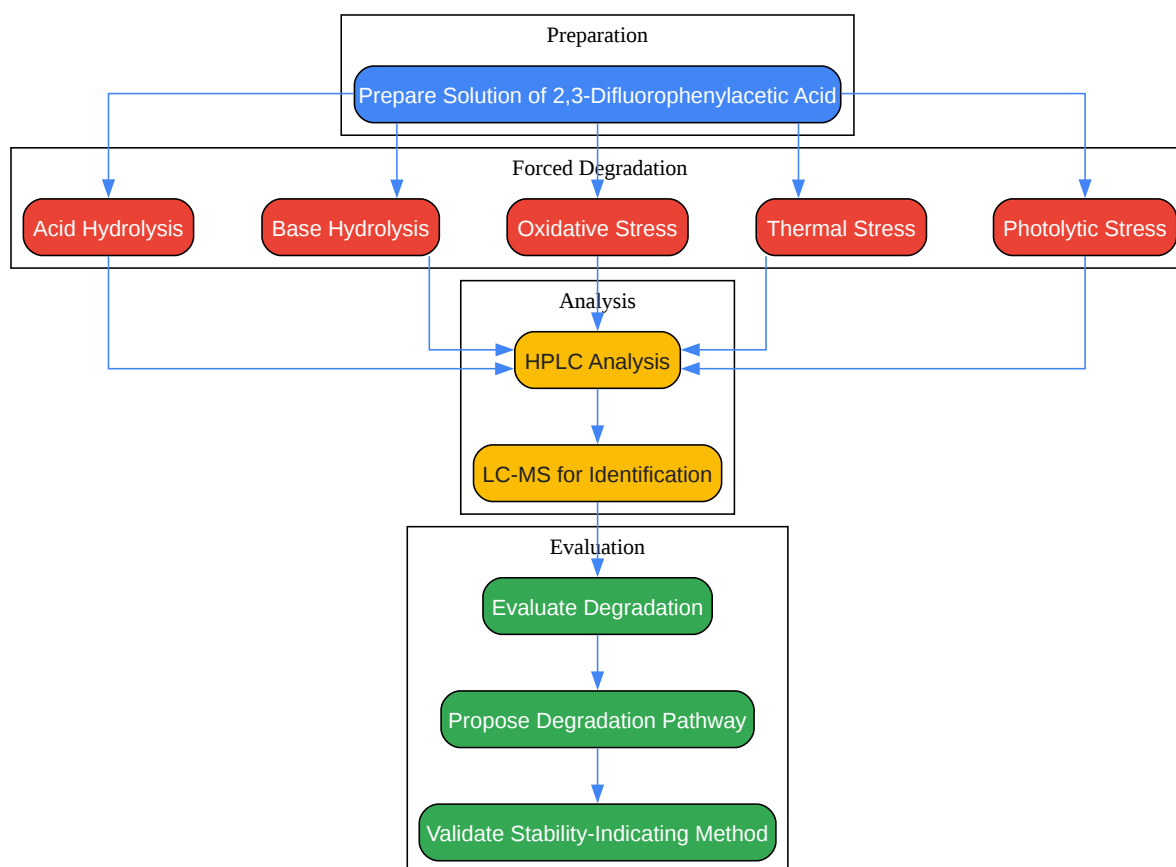 Preparation
Prepare Solution of 2,3-Difluorophenylacetic Acid
Forced Degradation
Acid Hydrolysis
Base Hydrolysis
Oxidative Stress
Thermal Stress
Photolytic Stress
Analysis
HPLC Analysis
LC-MS for Identification
Evaluation
Evaluate Degradation
Propose Degradation Pathway
Validate Stability-Indicating Method